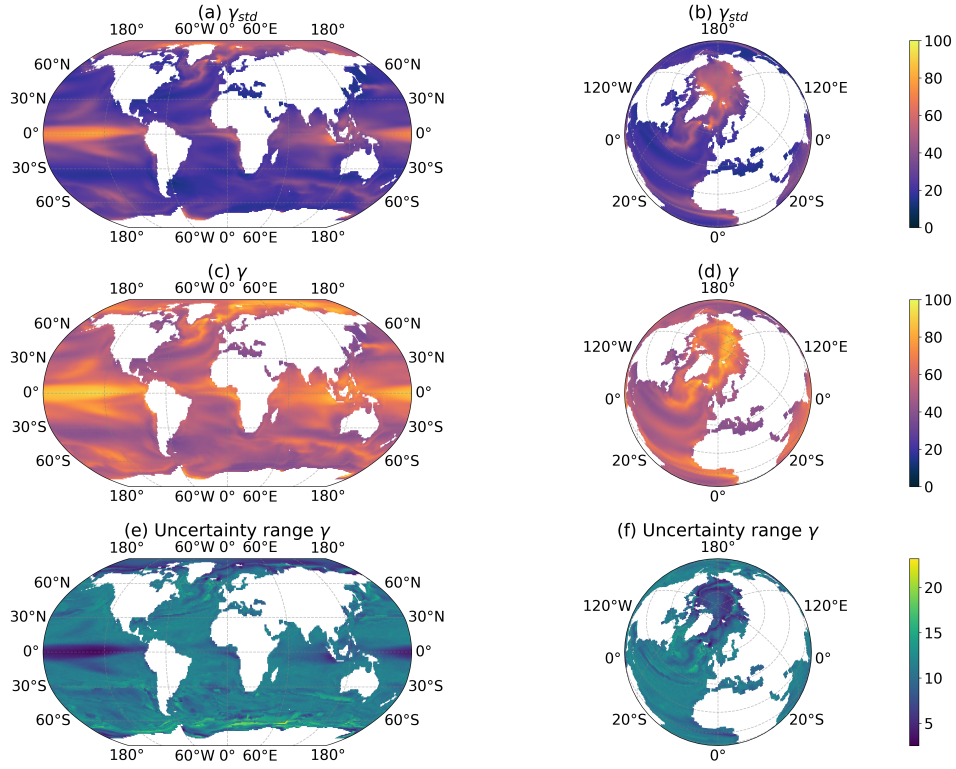 (a) γstd
(b) γstd
180° 60°W 0° 60°E 180°
180°
60°N 60°N
30°N 30°N
0° 0°
30°S 30°S
60°S 60°S
180° 60°W 0° 60°E 180°
120°W 120°E
0° 0°
20°S 20°S
0°
100
80
60
40
20
0
(c) γ
(d) γ
180° 60°W 0° 60°E 180°
180°
60°N 60°N
30°N 30°N
0° 0°
30°S 30°S
60°S 60°S
180° 60°W 0° 60°E 180°
120°W 120°E
0° 0°
20°S 20°S
0°
100
80
60
40
20
0
(e) Uncertainty range γ
(f) Uncertainty range γ
180° 60°W 0° 60°E 180°
180°
60°N 60°N
30°N 30°N
0° 0°
30°S 30°S
60°S 60°S
180° 60°W 0° 60°E 180°
120°W 120°E
0° 0°
20°S 20°S
0°
20
15
10
5